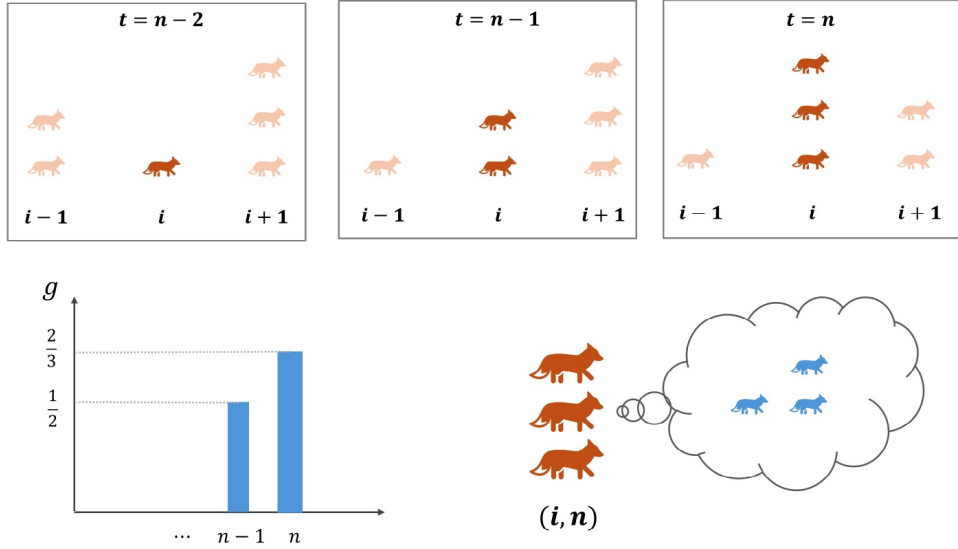 t = n − 2
i − 1 i i + 1
t = n − 1
i − 1 i i + 1
t = n
i − 1 i i + 1
g
2/3
1/2
... n − 1 n
(i, n)